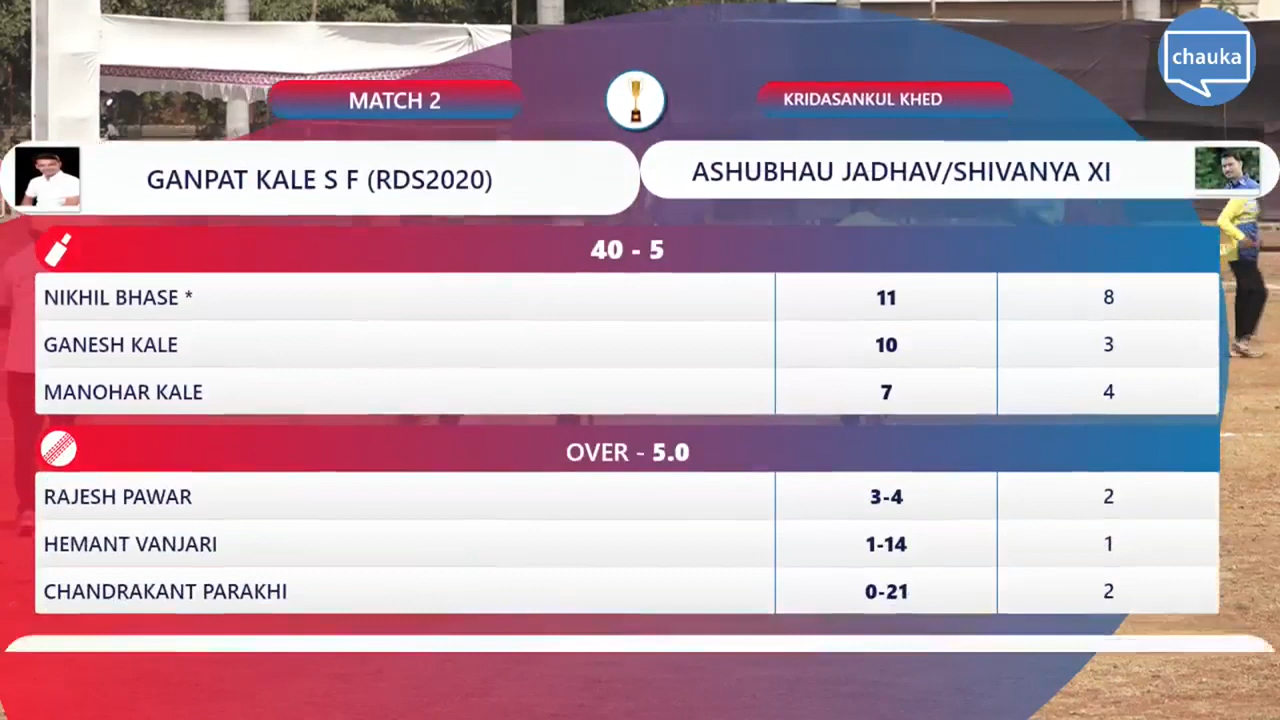 chauka
MATCH 2
KRIDASANKUL KHED
GANPAT KALE S F (RDS2020)
ASHUBHAU JADHAV/SHIVANYA XI
40 - 5
NIKHIL BHASE * 11 8
GANESH KALE 10 3
MANOHAR KALE 7 4
OVER - 5.0
RAJESH PAWAR 3-4 2
HEMANT VANJARI 1-14 1
CHANDRAKANT PARAKHI 0-21 2